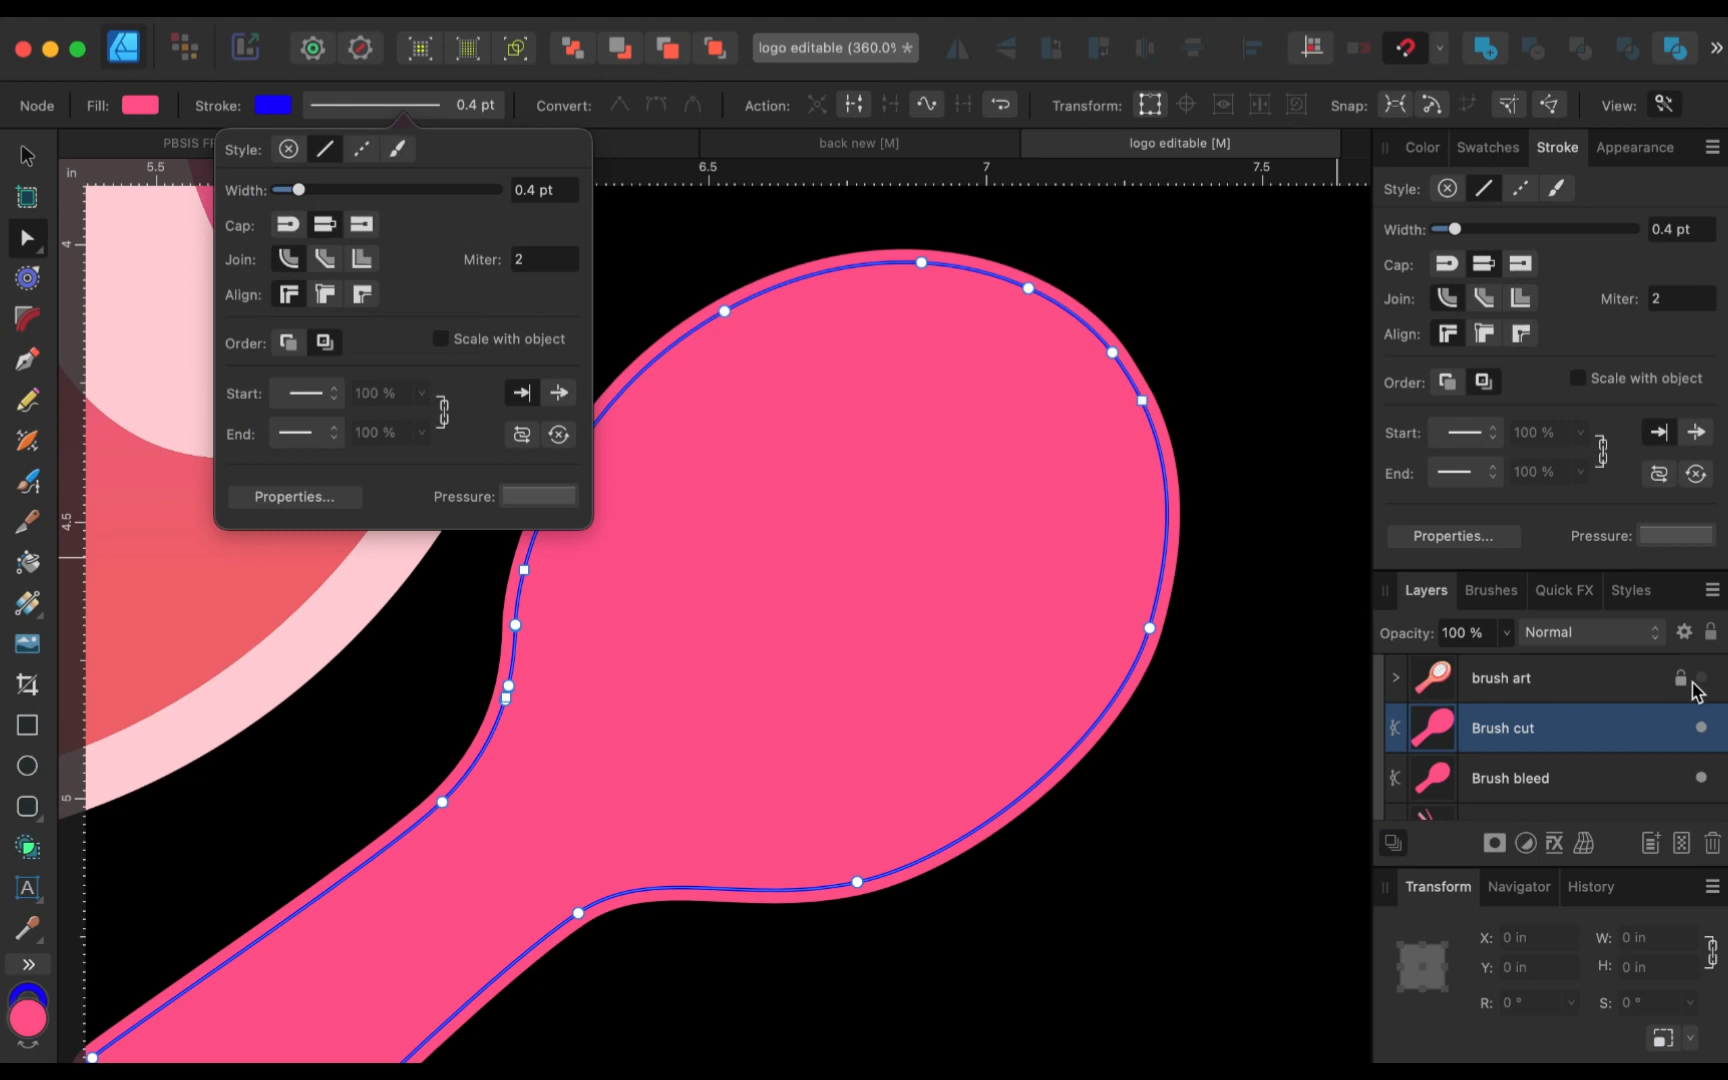 logo editable (360.0% *
Node
Fill:
Stroke:
0.4 pt
Convert:
Action:
Transform:
Snap:
View:
PBSIS
back new [M]
logo editable [M]
in
5.5
6.5
7
7.5
4
4.5
5
Style:
Width:
0.4 pt
Cap:
Join:
Miter: 2
Align:
Order:
Scale with object
Start:
100 %
End:
100 %
Properties...
Pressure:
Color
Swatches
Stroke
Appearance
Style:
Width:
0.4 pt
Cap:
Join:
Miter: 2
Align:
Order:
Scale with object
Start:
100 %
End:
100 %
Properties...
Pressure:
Layers
Brushes
Quick FX
Styles
Opacity: 100 %
Normal
brush art
Brush cut
Brush bleed
FX
A
Transform
Navigator
History
X: 0 in
W: 0 in
Y: 0 in
H: 0 in
R: 0 °
S: 0 °